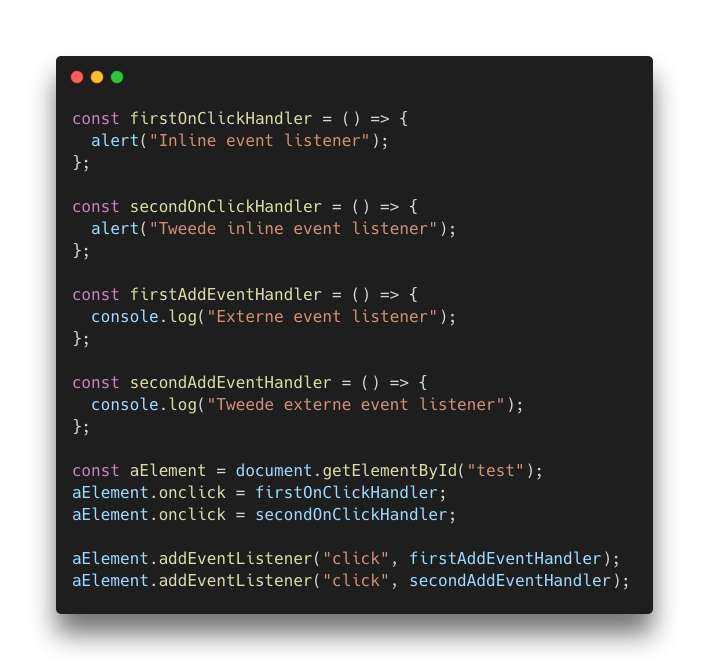 const firstOnClickHandler = () => {
  alert("Inline event listener");
};

const secondOnClickHandler = () => {
  alert("Tweede inline event listener");
};

const firstAddEventHandler = () => {
  console.log("Externe event listener");
};

const secondAddEventHandler = () => {
  console.log("Tweede externe event listener");
};

const aElement = document.getElementById("test");
aElement.onclick = firstOnClickHandler;
aElement.onclick = secondOnClickHandler;

aElement.addEventListener("click", firstAddEventHandler);
aElement.addEventListener("click", secondAddEventHandler);